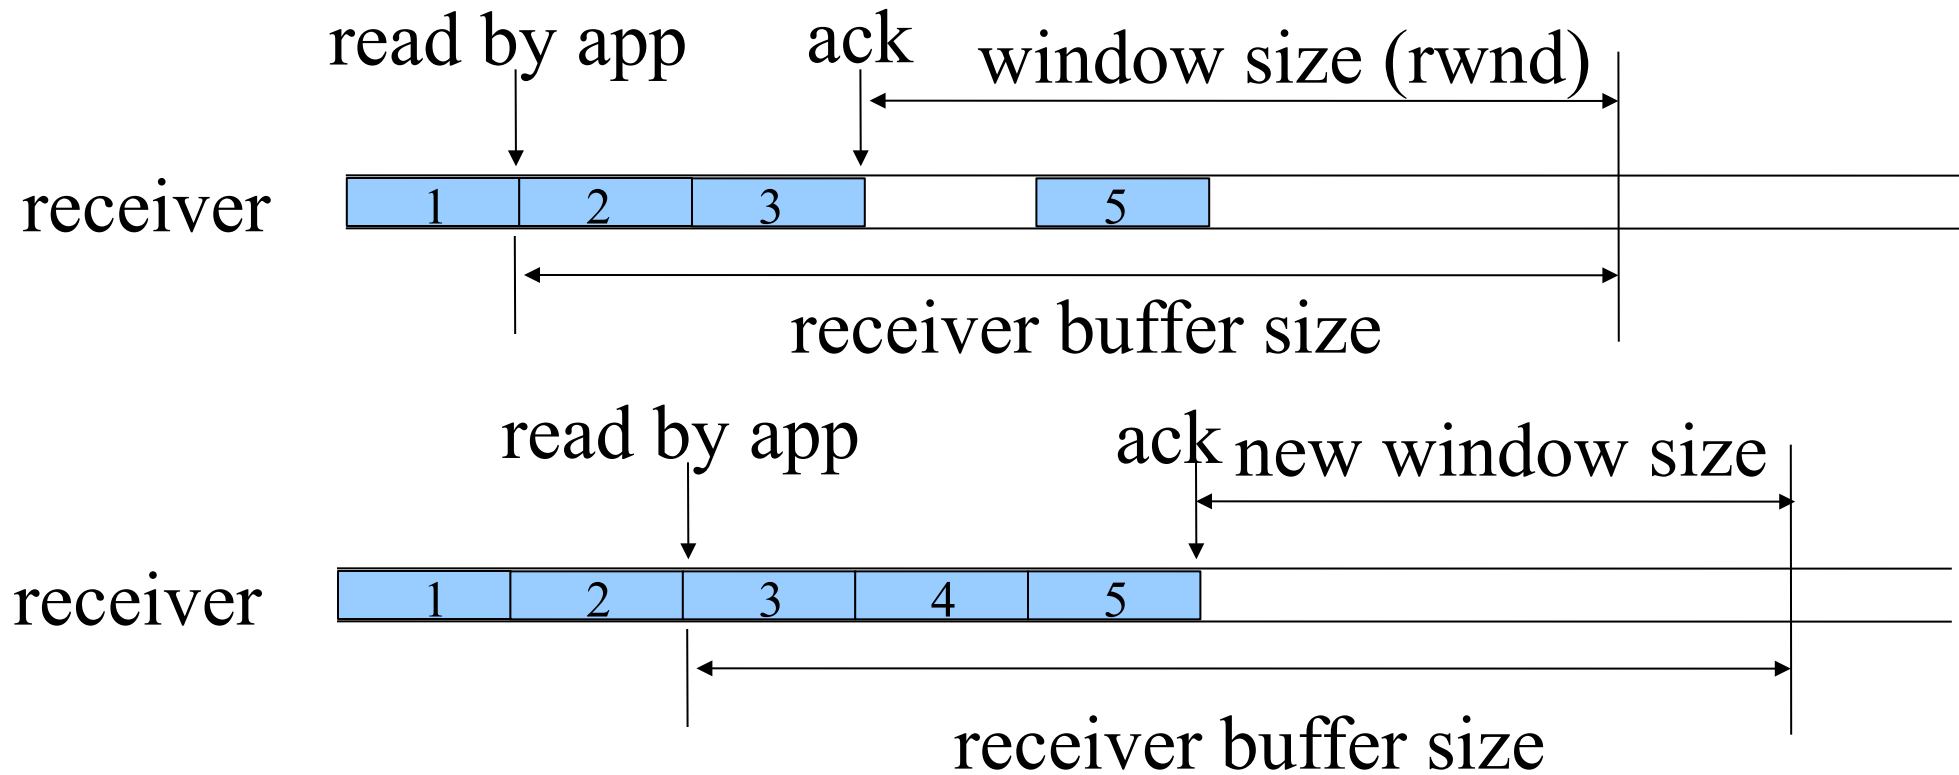 read by app
ack
window size (rwnd)
receiver
1 2 3 5
receiver buffer size
read by app
ack
new window size
receiver
1 2 3 4 5
receiver buffer size